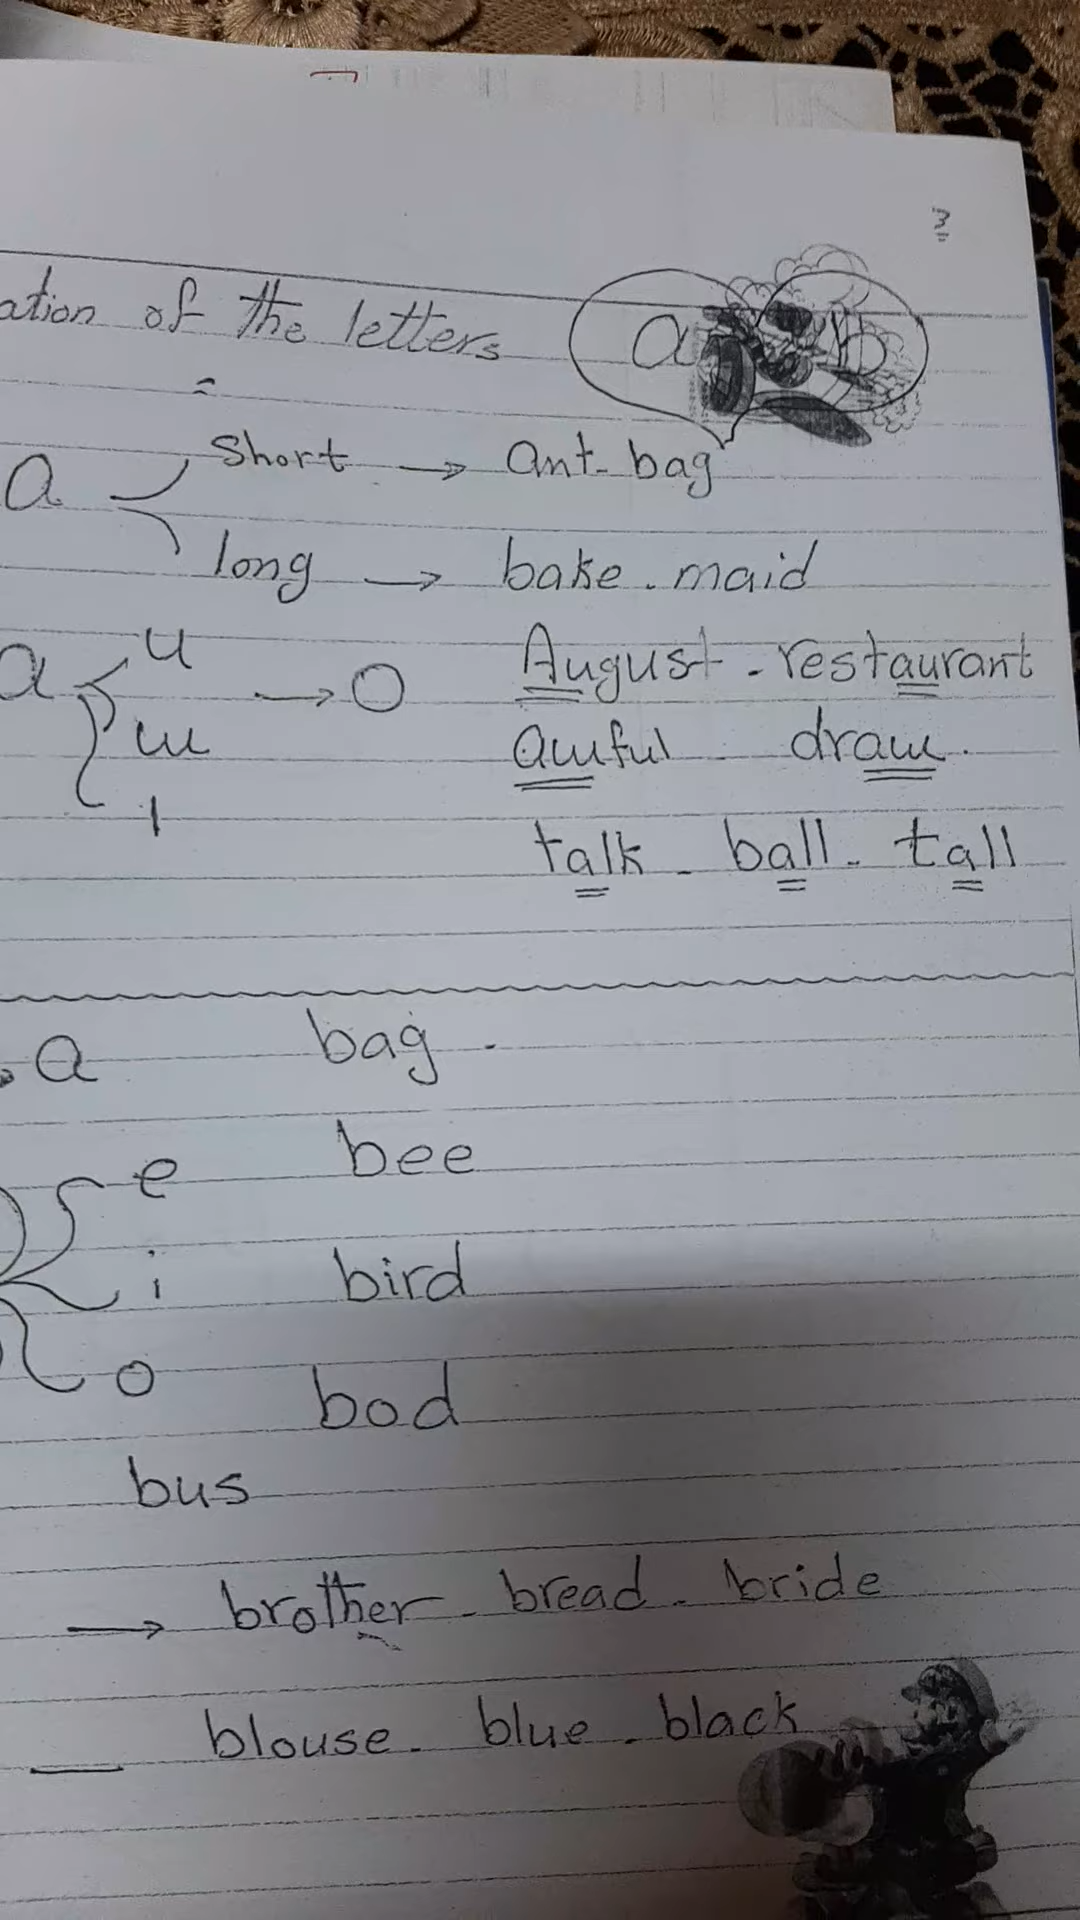 ation of the letters a b
a short → ant - bag
long → bake . maid
a u → O August - restaurant
w awful draw .
l talk - ball - tall
a bag .
e bee
i bird
o bod
bus
→ brother . bread . bride
blouse . blue . black